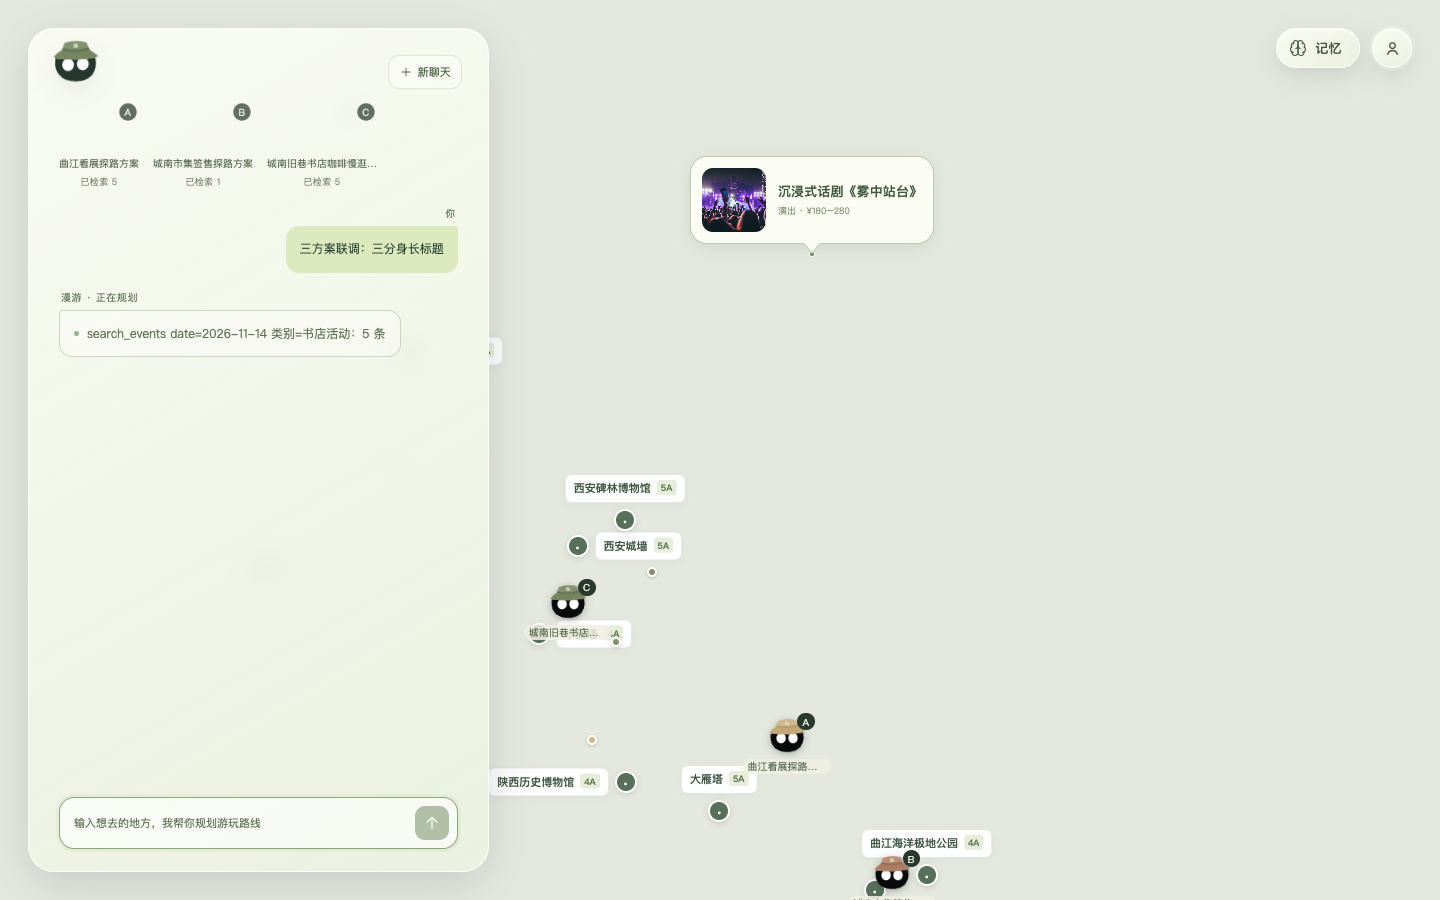 新聊天
记忆
A
B
C
曲江看展探路方案
城南市集签售探路方案
城南旧巷书店咖啡慢逛…
已检索 5
已检索 1
已检索 5
你
三方案联调：三分身长标题
漫游 · 正在规划
search_events date=2026-11-14 类别=书店活动：5 条
沉浸式话剧《雾中站台》
演出 · ¥180-280
西安碑林博物馆 5A
西安城墙 5A
C
城南旧巷书店…
A
曲江看展探路…
陕西历史博物馆 4A
大雁塔 5A
曲江海洋极地公园 4A
B
输入想去的地方，我帮你规划游玩路线